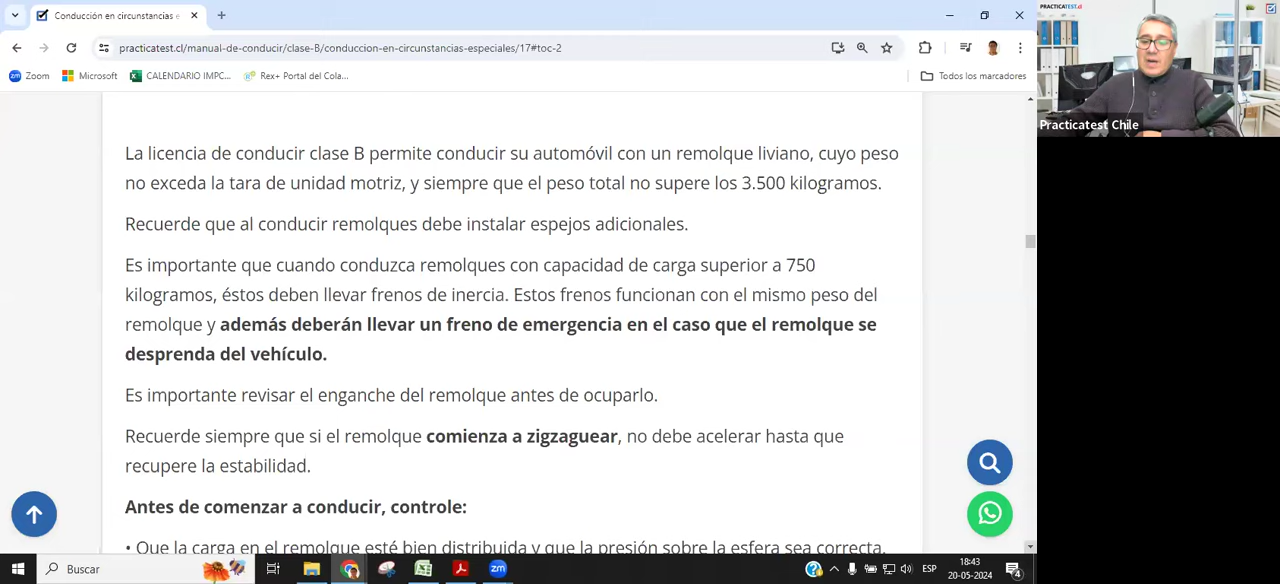 Conducción en circunstancias e
practicatest.cl/manual-de-conducir/clase-B/conduccion-en-circunstancias-especiales/17#toc-2
Zoom
Microsoft
CALENDARIO IMPC...
Rex+ Portal del Cola...
Todos los marcadores
PRACTICATEST.cl
Practicatest Chile
La licencia de conducir clase B permite conducir su automóvil con un remolque liviano, cuyo peso
no exceda la tara de unidad motriz, y siempre que el peso total no supere los 3.500 kilogramos.
Recuerde que al conducir remolques debe instalar espejos adicionales.
Es importante que cuando conduzca remolques con capacidad de carga superior a 750
kilogramos, éstos deben llevar frenos de inercia. Estos frenos funcionan con el mismo peso del
remolque y además deberán llevar un freno de emergencia en el caso que el remolque se
desprenda del vehículo.
Es importante revisar el enganche del remolque antes de ocuparlo.
Recuerde siempre que si el remolque comienza a zigzaguear, no debe acelerar hasta que
recupere la estabilidad.
Antes de comenzar a conducir, controle:
• Que la carga en el remolque esté bien distribuida y que la presión sobre la esfera sea correcta.
Buscar
zm
ESP
18:43
20-05-2024
4